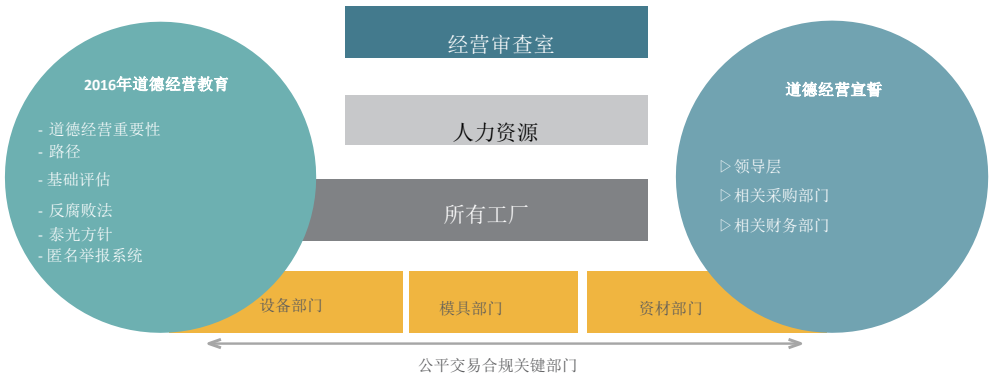 2016年道德经营教育
- 道德经营重要性
- 路径
- 基础评估
- 反腐败法
- 泰光方针
- 匿名举报系统
经营审查室
人力资源
所有工厂
设备部门
模具部门
资材部门
公平交易合规关键部门
道德经营宣誓
▷领导层
▷相关采购部门
▷相关财务部门